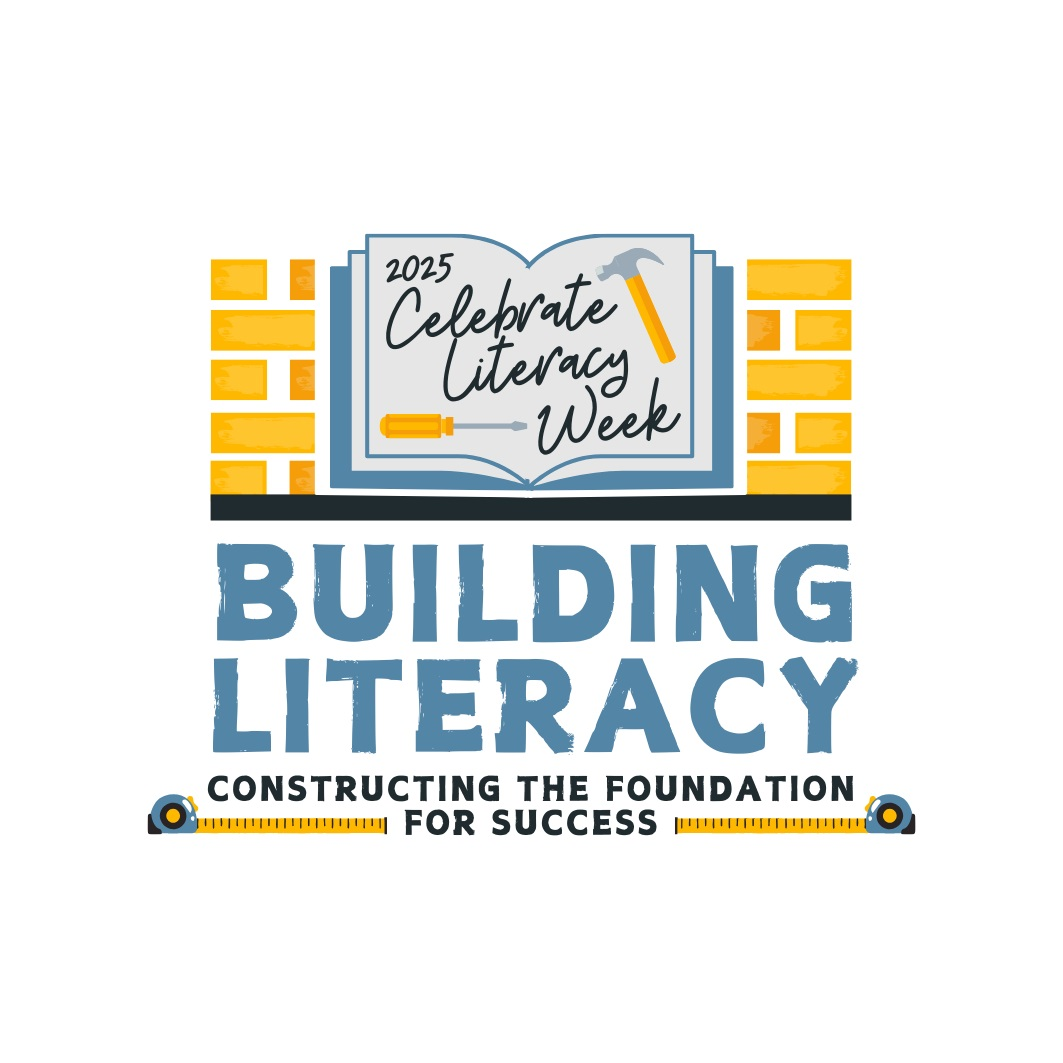 2025
Celebrate
Literacy
Week
BUILDING
LITERACY
CONSTRUCTING THE FOUNDATION
FOR SUCCESS